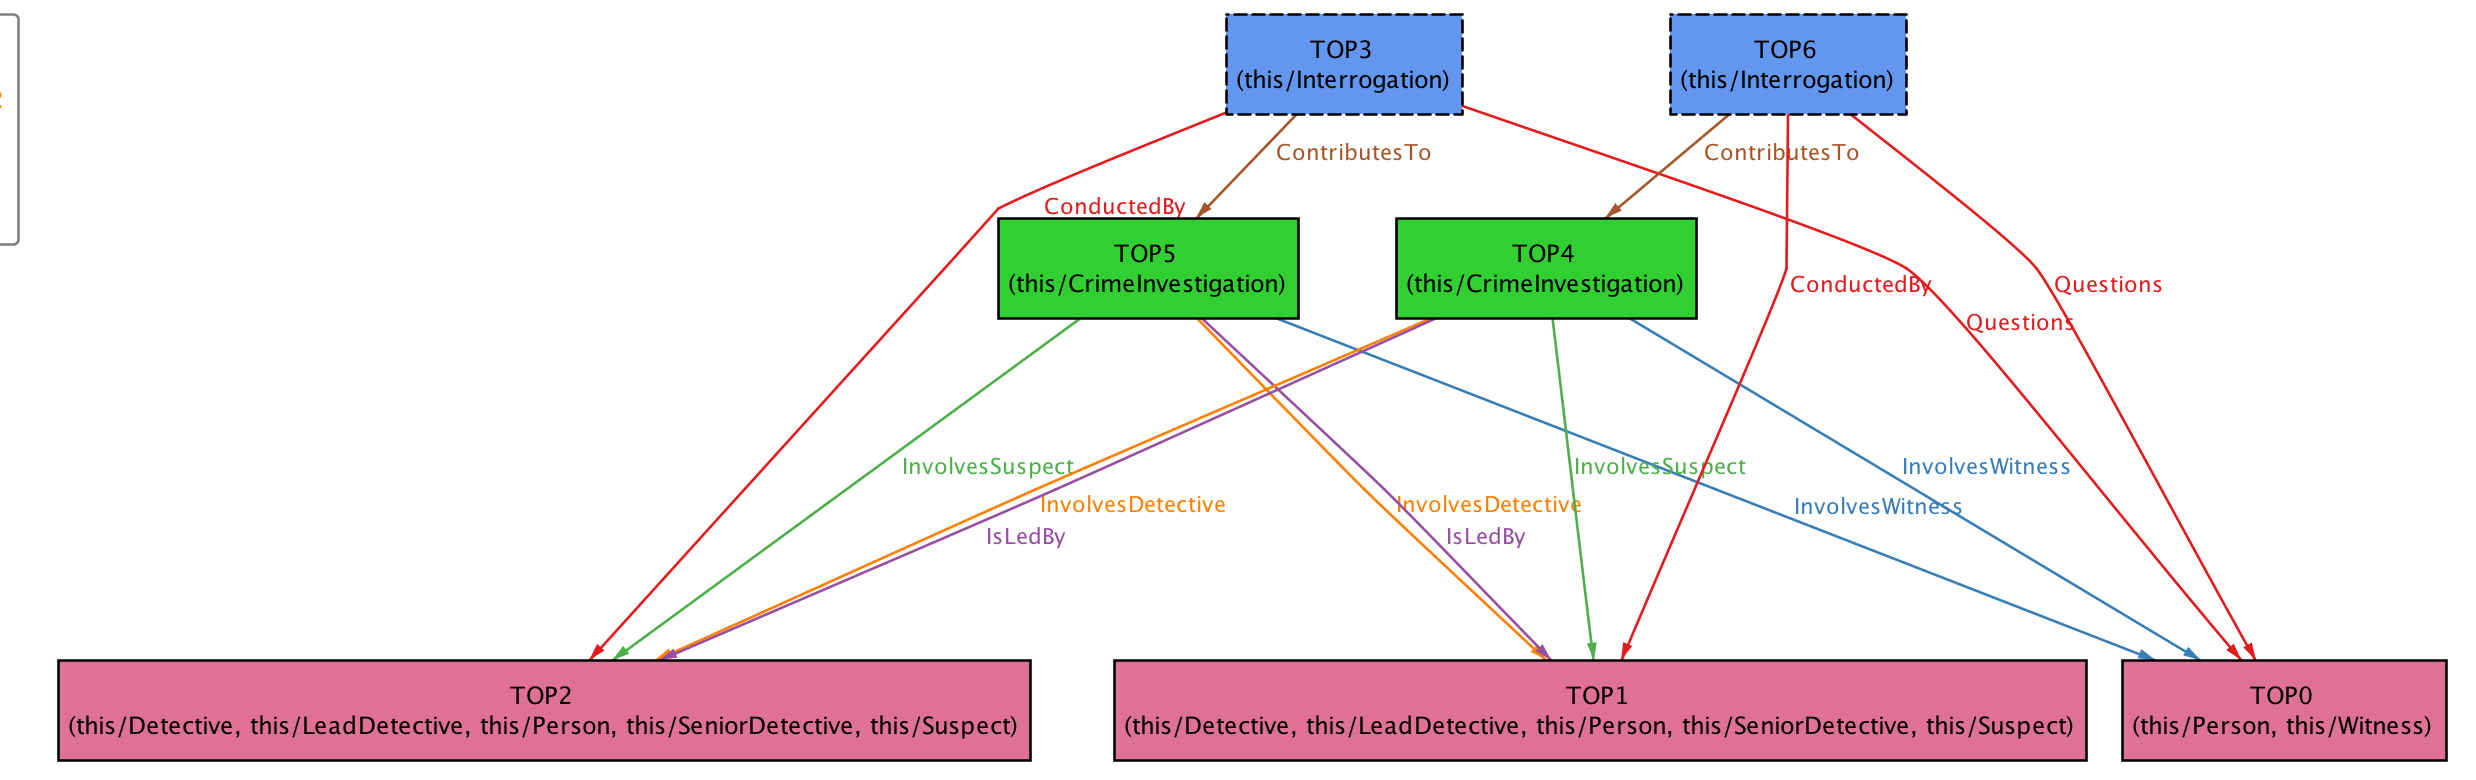 TOP3
(this/Interrogation)
TOP6
(this/Interrogation)
ContributesTo
ContributesTo
ConductedBy
TOP5
(this/CrimeInvestigation)
TOP4
(this/CrimeInvestigation)
ConductedBy
Questions
Questions
InvolvesSuspect
InvolvesSuspect
InvolvesWitness
InvolvesDetective
InvolvesDetective
InvolvesWitness
IsLedBy
IsLedBy
TOP2
(this/Detective, this/LeadDetective, this/Person, this/SeniorDetective, this/Suspect)
TOP1
(this/Detective, this/LeadDetective, this/Person, this/SeniorDetective, this/Suspect)
TOP0
(this/Person, this/Witness)